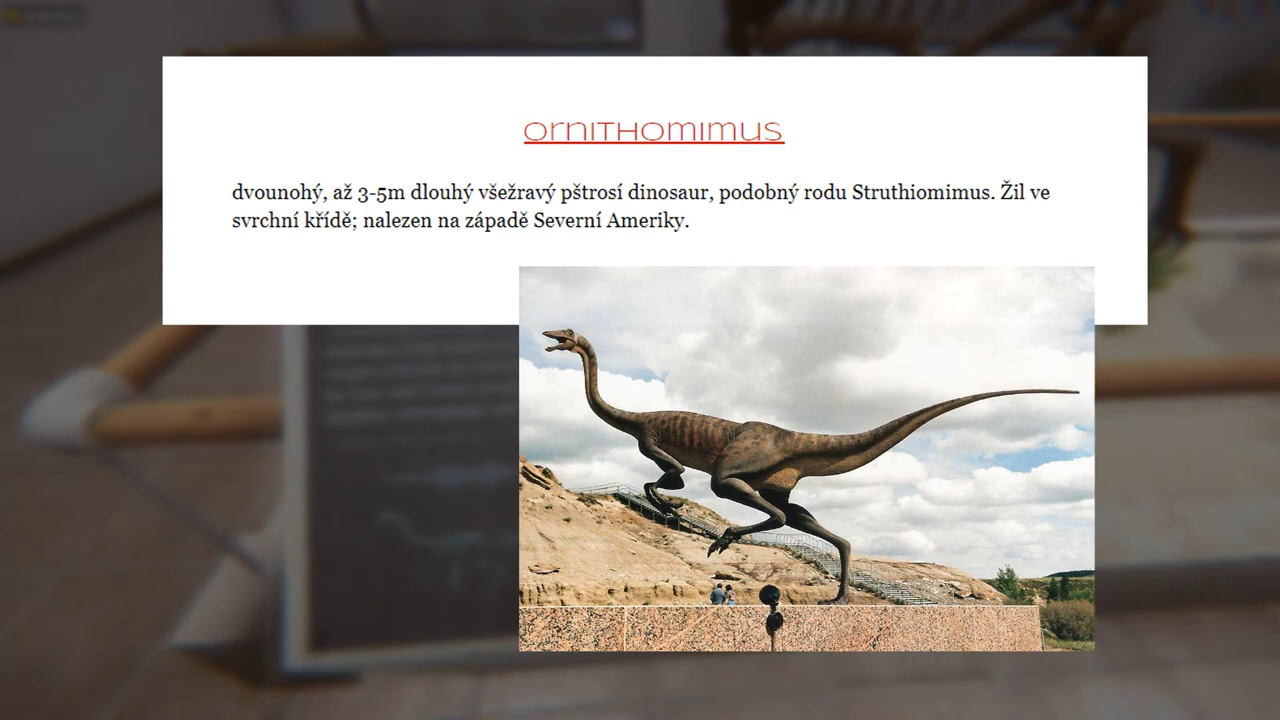 ORNITHOMIMUS
dvounohý, až 3-5m dlouhý všežravý pštrosí dinosaur, podobný rodu Struthiomimus. Žil ve
svrchní křídě; nalezen na západě Severní Ameriky.